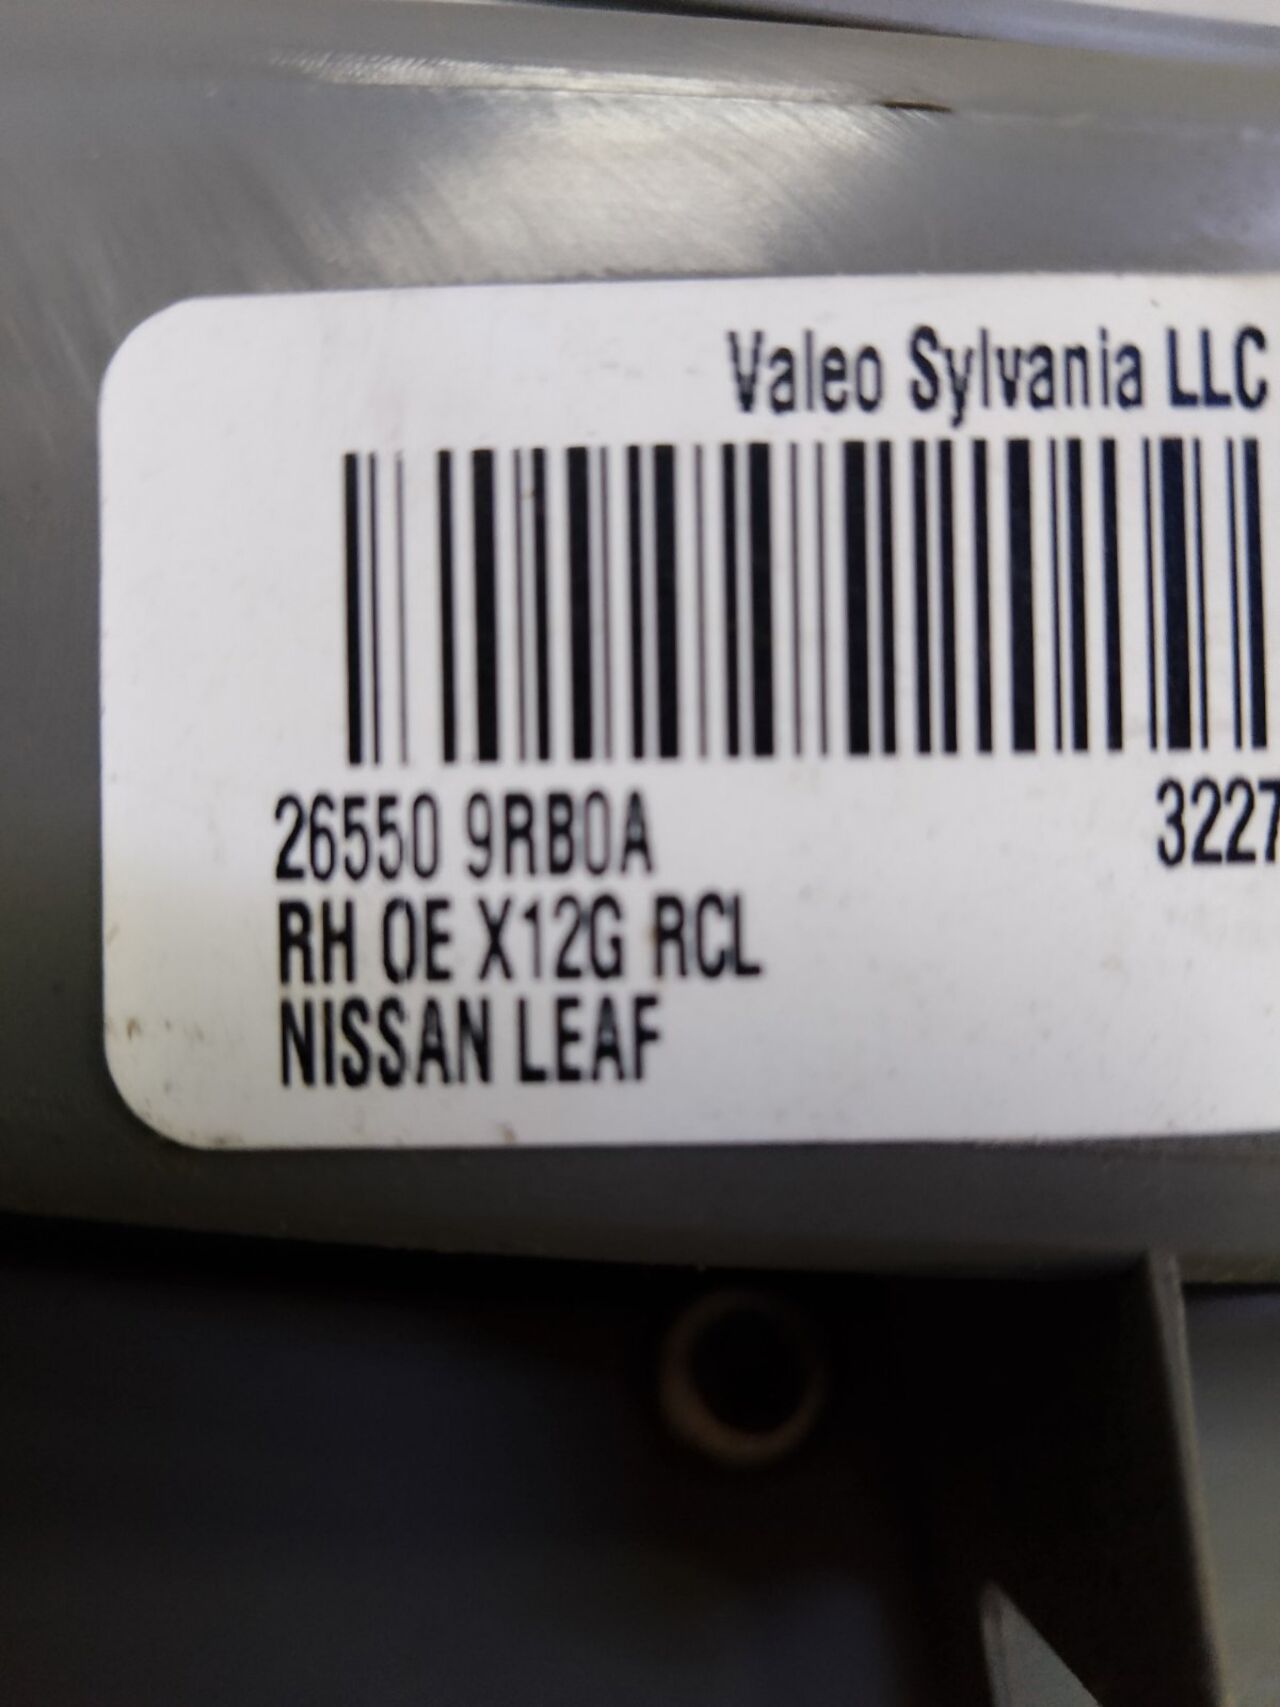 Valeo Sylvania LLC
26550 9RB0A 3227
RH OE X12G RCL
NISSAN LEAF